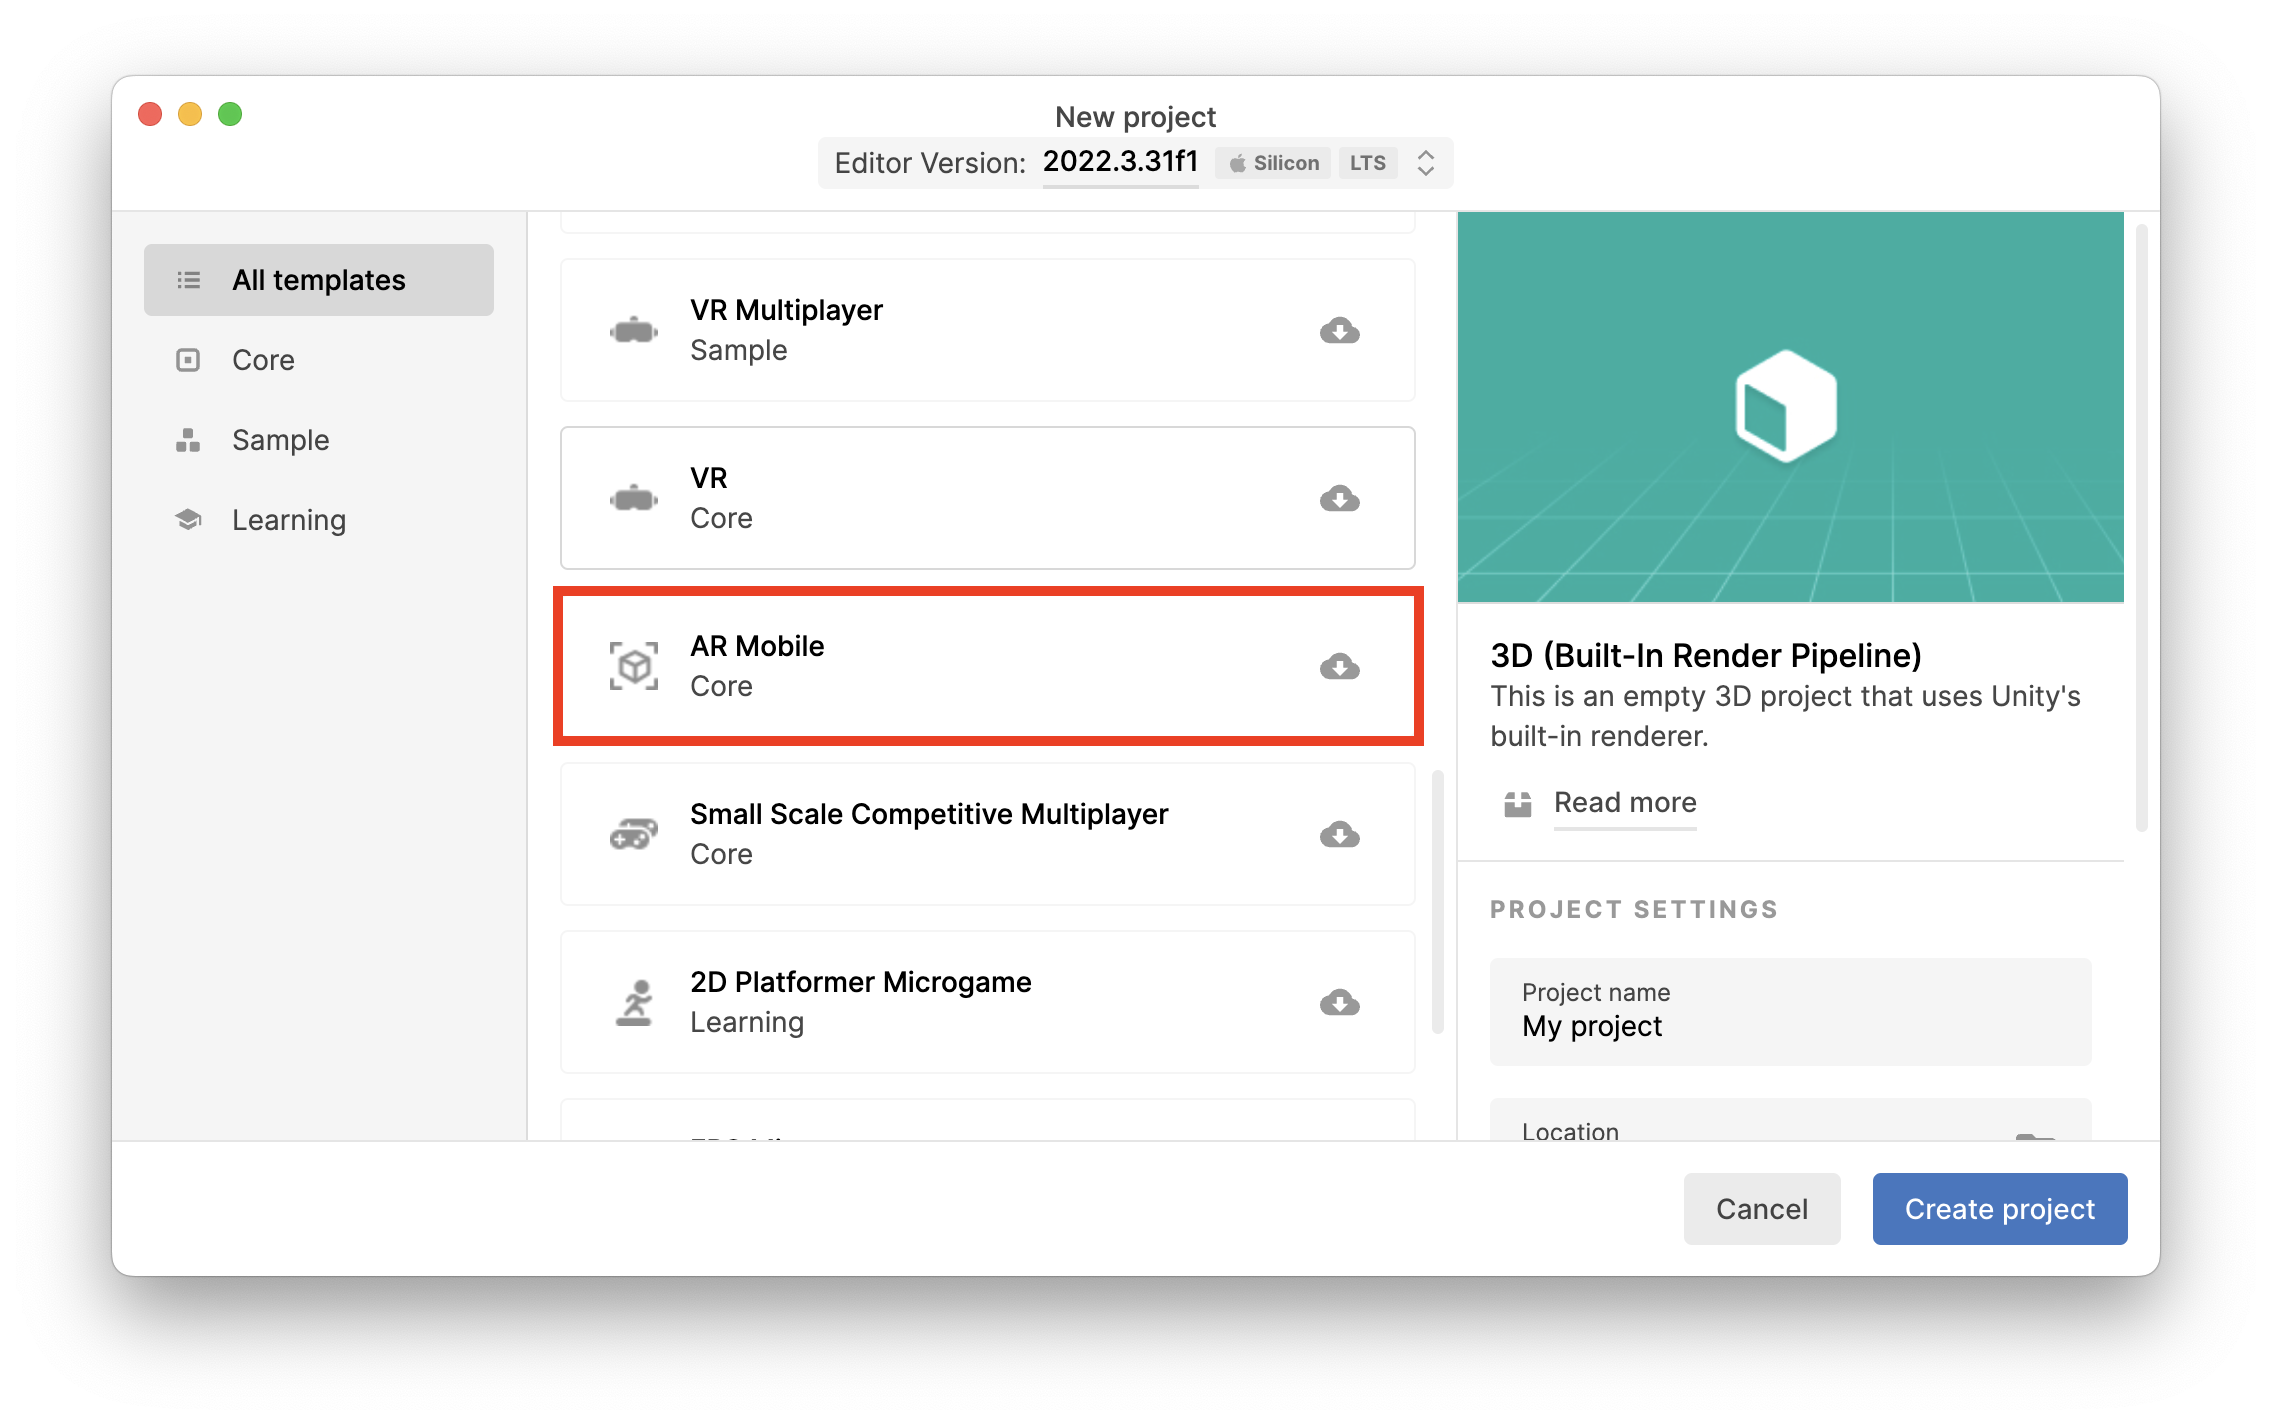 New project
Editor Version: 2022.3.31f1 Silicon LTS
All templates
Core
Sample
Learning
VR Multiplayer
Sample
VR
Core
AR Mobile
Core
Small Scale Competitive Multiplayer
Core
2D Platformer Microgame
Learning
3D (Built-In Render Pipeline)
This is an empty 3D project that uses Unity's
built-in renderer.
Read more
PROJECT SETTINGS
Project name
My project
Location
Cancel
Create project